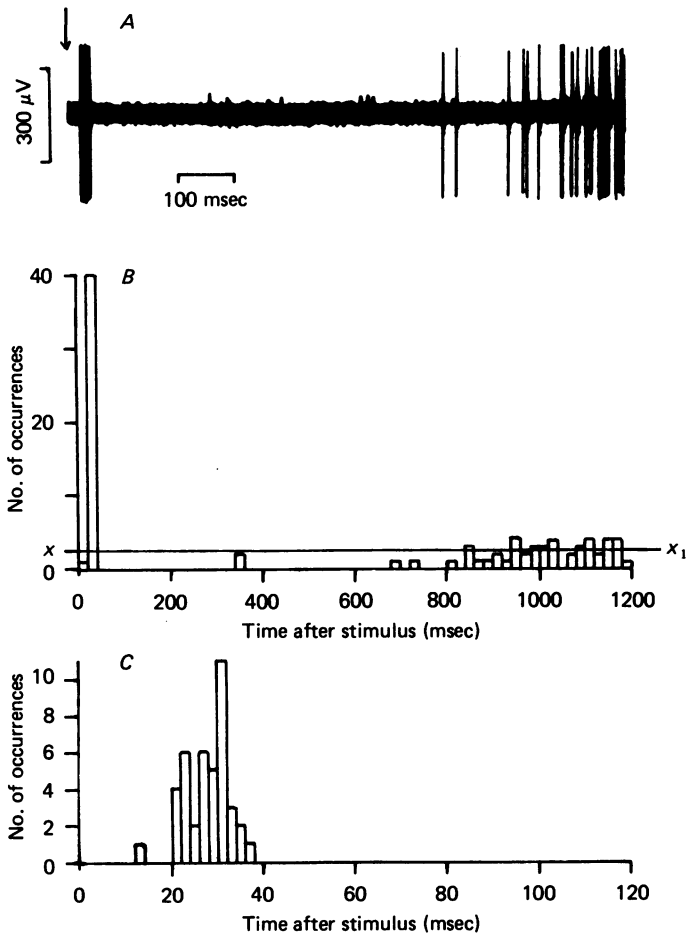 A
300 μV
100 msec
B
No. of occurrences
40
20
x
0
x₁
0 200 400 600 800 1000 1200
Time after stimulus (msec)
C
No. of occurrences
10
8
6
4
2
0
0 20 40 60 80 100 120
Time after stimulus (msec)